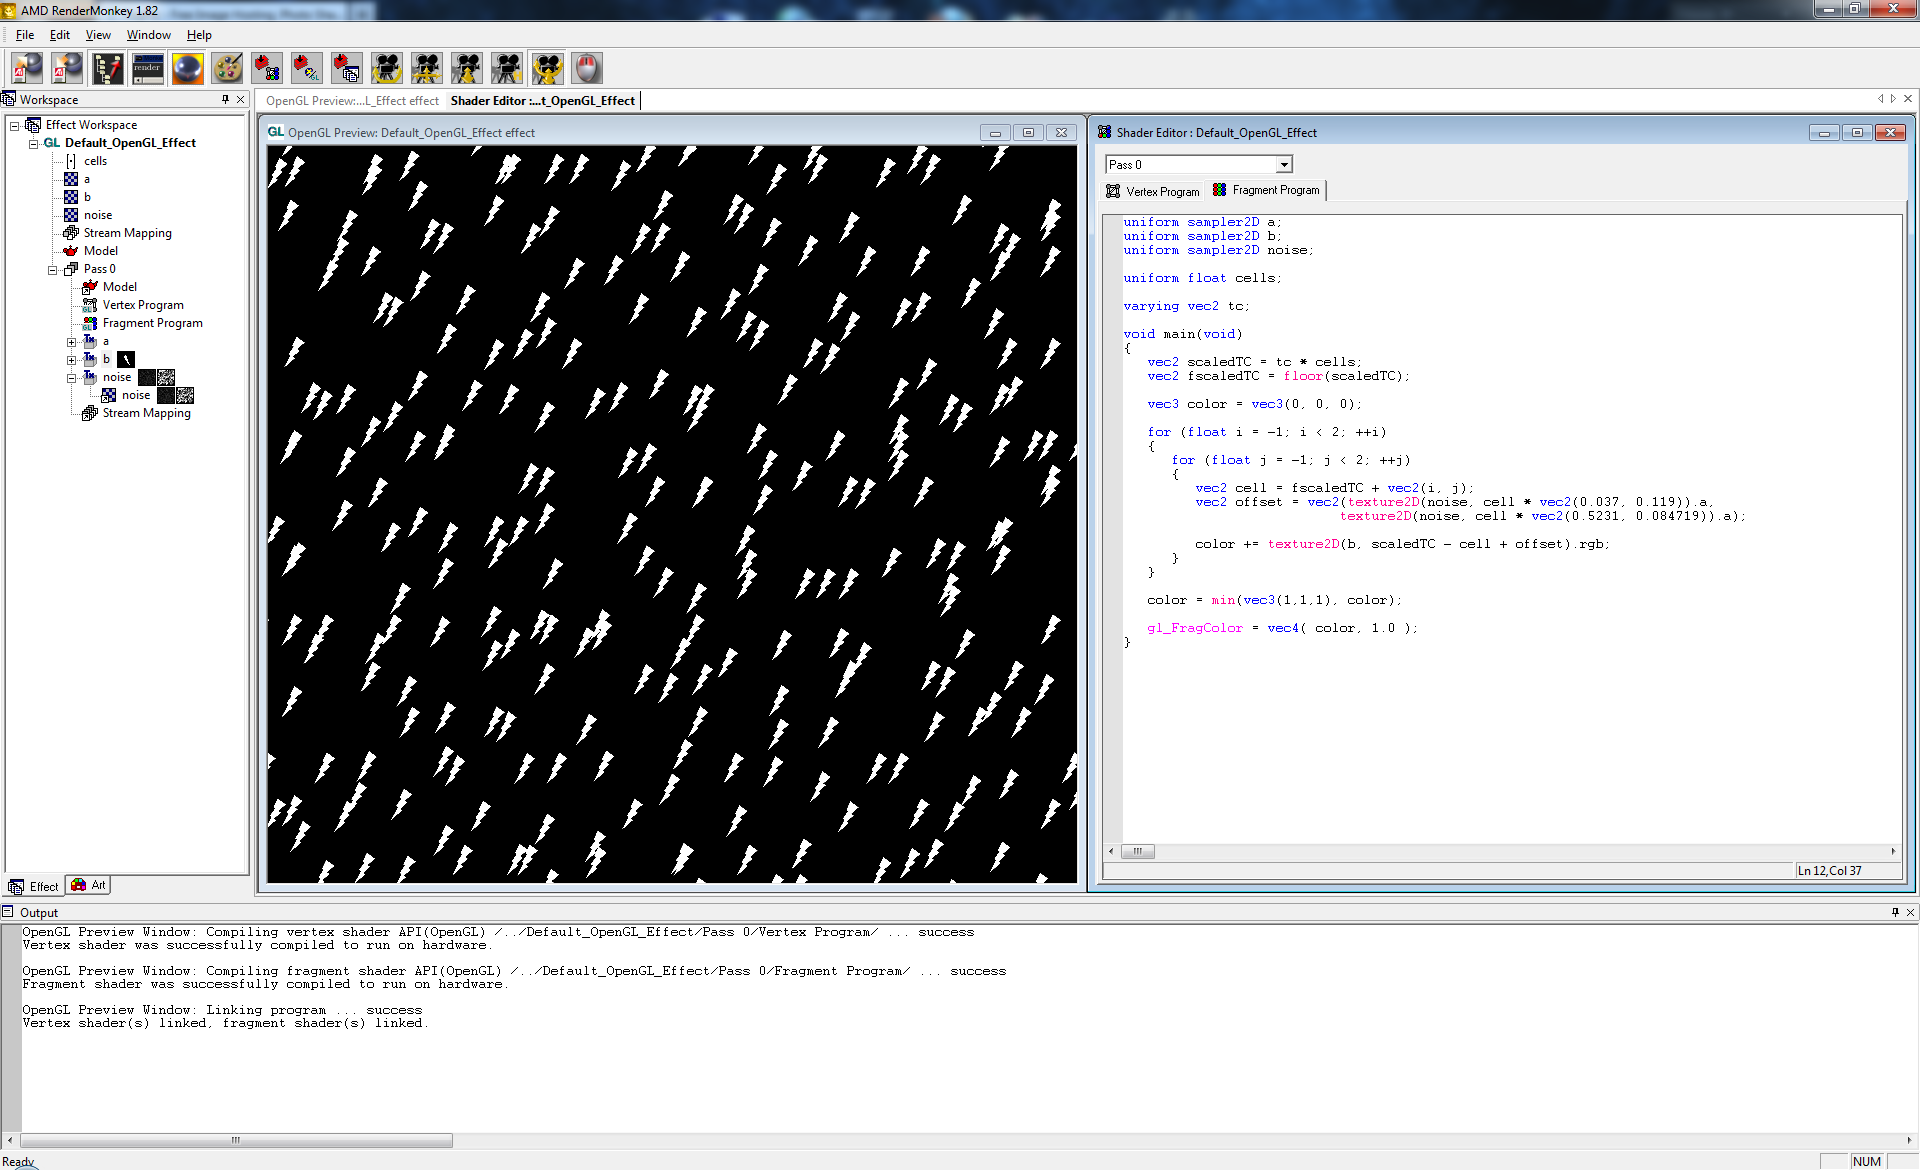 AMD RenderMonkey 1.82
File Edit View Window Help
Workspace
Effect Workspace
GL Default_OpenGL_Effect
cells
a
b
noise
Stream Mapping
Model
Pass 0
Model
Vertex Program
Fragment Program
a
b
noise
noise
Stream Mapping
Effect Art
OpenGL Preview:...L_Effect effect Shader Editor :...t_OpenGL_Effect
GL OpenGL Preview: Default_OpenGL_Effect effect
Shader Editor : Default_OpenGL_Effect
Pass 0
Vertex Program Fragment Program
uniform sampler2D a;
uniform sampler2D b;
uniform sampler2D noise;
uniform float cells;
varying vec2 tc;
void main(void)
{
vec2 scaledTC = tc * cells;
vec2 fscaledTC = floor(scaledTC);
vec3 color = vec3(0, 0, 0);
for (float i = -1; i < 2; ++i)
{
for (float j = -1; j < 2; ++j)
{
vec2 cell = fscaledTC + vec2(i, j);
vec2 offset = vec2(texture2D(noise, cell * vec2(0.037, 0.119)).a,
texture2D(noise, cell * vec2(0.5231, 0.084719)).a);
color += texture2D(b, scaledTC - cell + offset).rgb;
}
}
color = min(vec3(1,1,1), color);
gl_FragColor = vec4( color, 1.0 );
}
Ln 12,Col 37
Output
OpenGL Preview Window: Compiling vertex shader API(OpenGL) /../Default_OpenGL_Effect/Pass 0/Vertex Program/ ... success
Vertex shader was successfully compiled to run on hardware.
OpenGL Preview Window: Compiling fragment shader API(OpenGL) /../Default_OpenGL_Effect/Pass 0/Fragment Program/ ... success
Fragment shader was successfully compiled to run on hardware.
OpenGL Preview Window: Linking program ... success
Vertex shader(s) linked, fragment shader(s) linked.
Ready
NUM